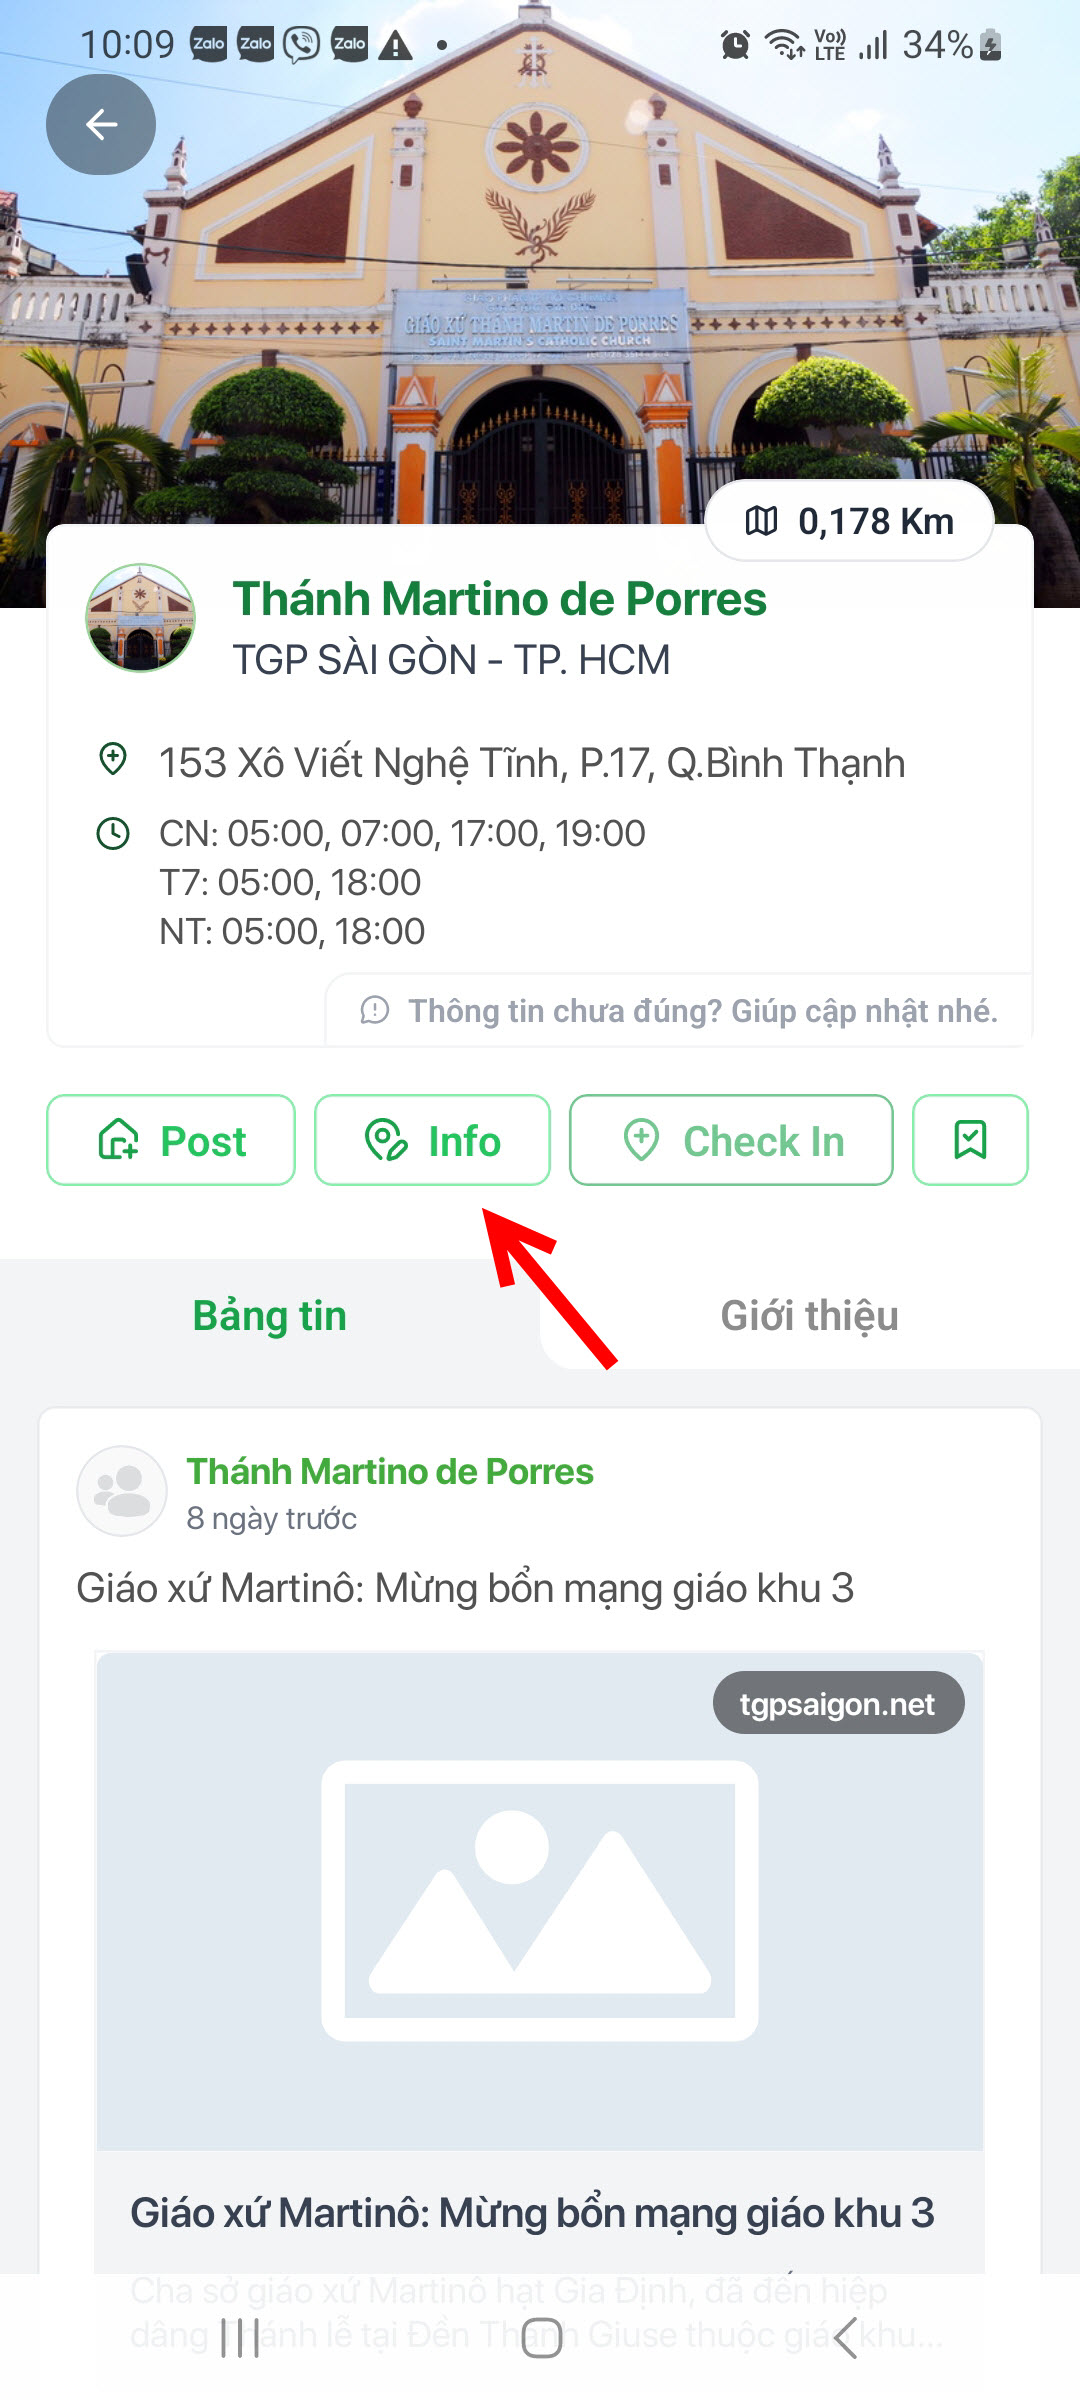 10:09 Zalo Zalo Zalo Vo)) LTE 34%
GIÁO XỨ THÁNH MARTIN DE PORRES
SAINT MARTIN'S CATHOLIC CHURCH
0,178 Km
Thánh Martino de Porres
TGP SÀI GÒN - TP. HCM
153 Xô Viết Nghệ Tĩnh, P.17, Q.Bình Thạnh
CN: 05:00, 07:00, 17:00, 19:00
T7: 05:00, 18:00
NT: 05:00, 18:00
Thông tin chưa đúng? Giúp cập nhật nhé.
Post Info Check In
Bảng tin Giới thiệu
Thánh Martino de Porres
8 ngày trước
Giáo xứ Martinô: Mừng bổn mạng giáo khu 3
tgpsaigon.net
Giáo xứ Martinô: Mừng bổn mạng giáo khu 3
Cha sở giáo xứ Martinô hạt Gia Định, đã đến hiệp
dâng Thánh lễ tại Đền Thánh Giuse thuộc giáo khu...